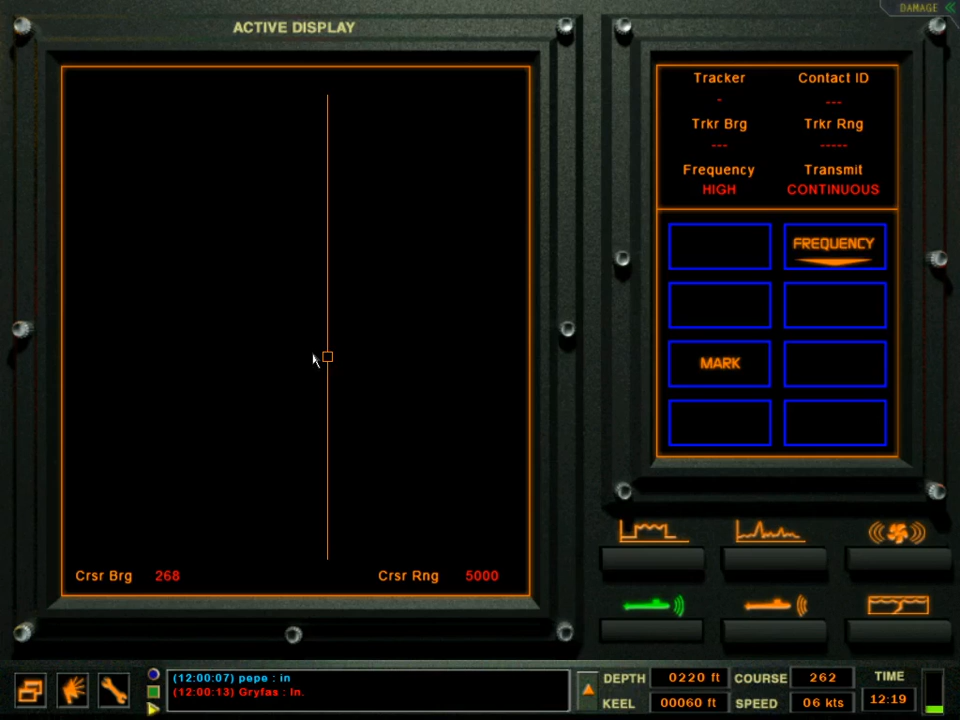 DAMAGE
ACTIVE DISPLAY
Tracker Contact ID
- ---
Trkr Brg Trkr Rng
--- -----
Frequency Transmit
HIGH CONTINUOUS
FREQUENCY
MARK
Crsr Brg 268 Crsr Rng 5000
(12:00:07) pepe : in
(12:00:13) Gryfas : In.
DEPTH 0220 ft COURSE 262
KEEL 00060 ft SPEED 06 kts
TIME
12:19